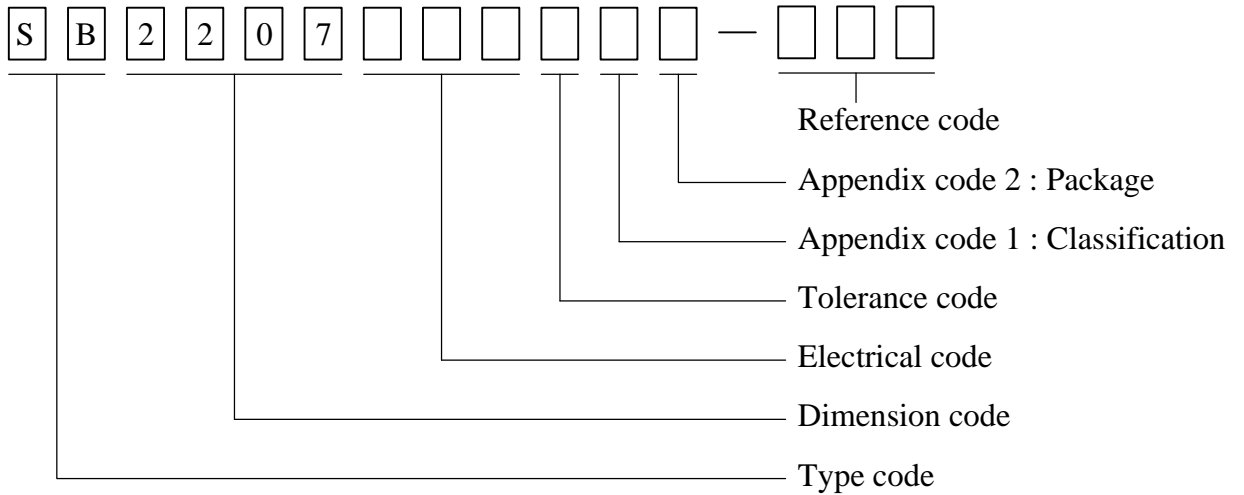 S B 2 2 0 7 —
Reference code
Appendix code 2 : Package
Appendix code 1 : Classification
Tolerance code
Electrical code
Dimension code
Type code